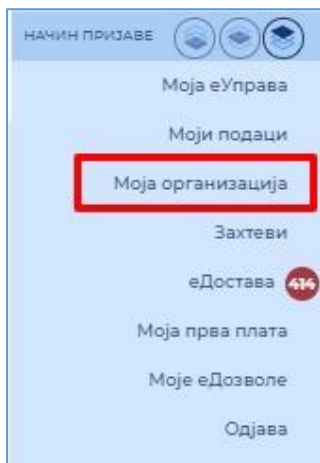 НАЧИН ПРИЈАВЕ
Моја еУправа
Моји подаци
Моја организација
Захтеви
еДостава 414
Моја прва плата
Моје еДозволе
Одјава